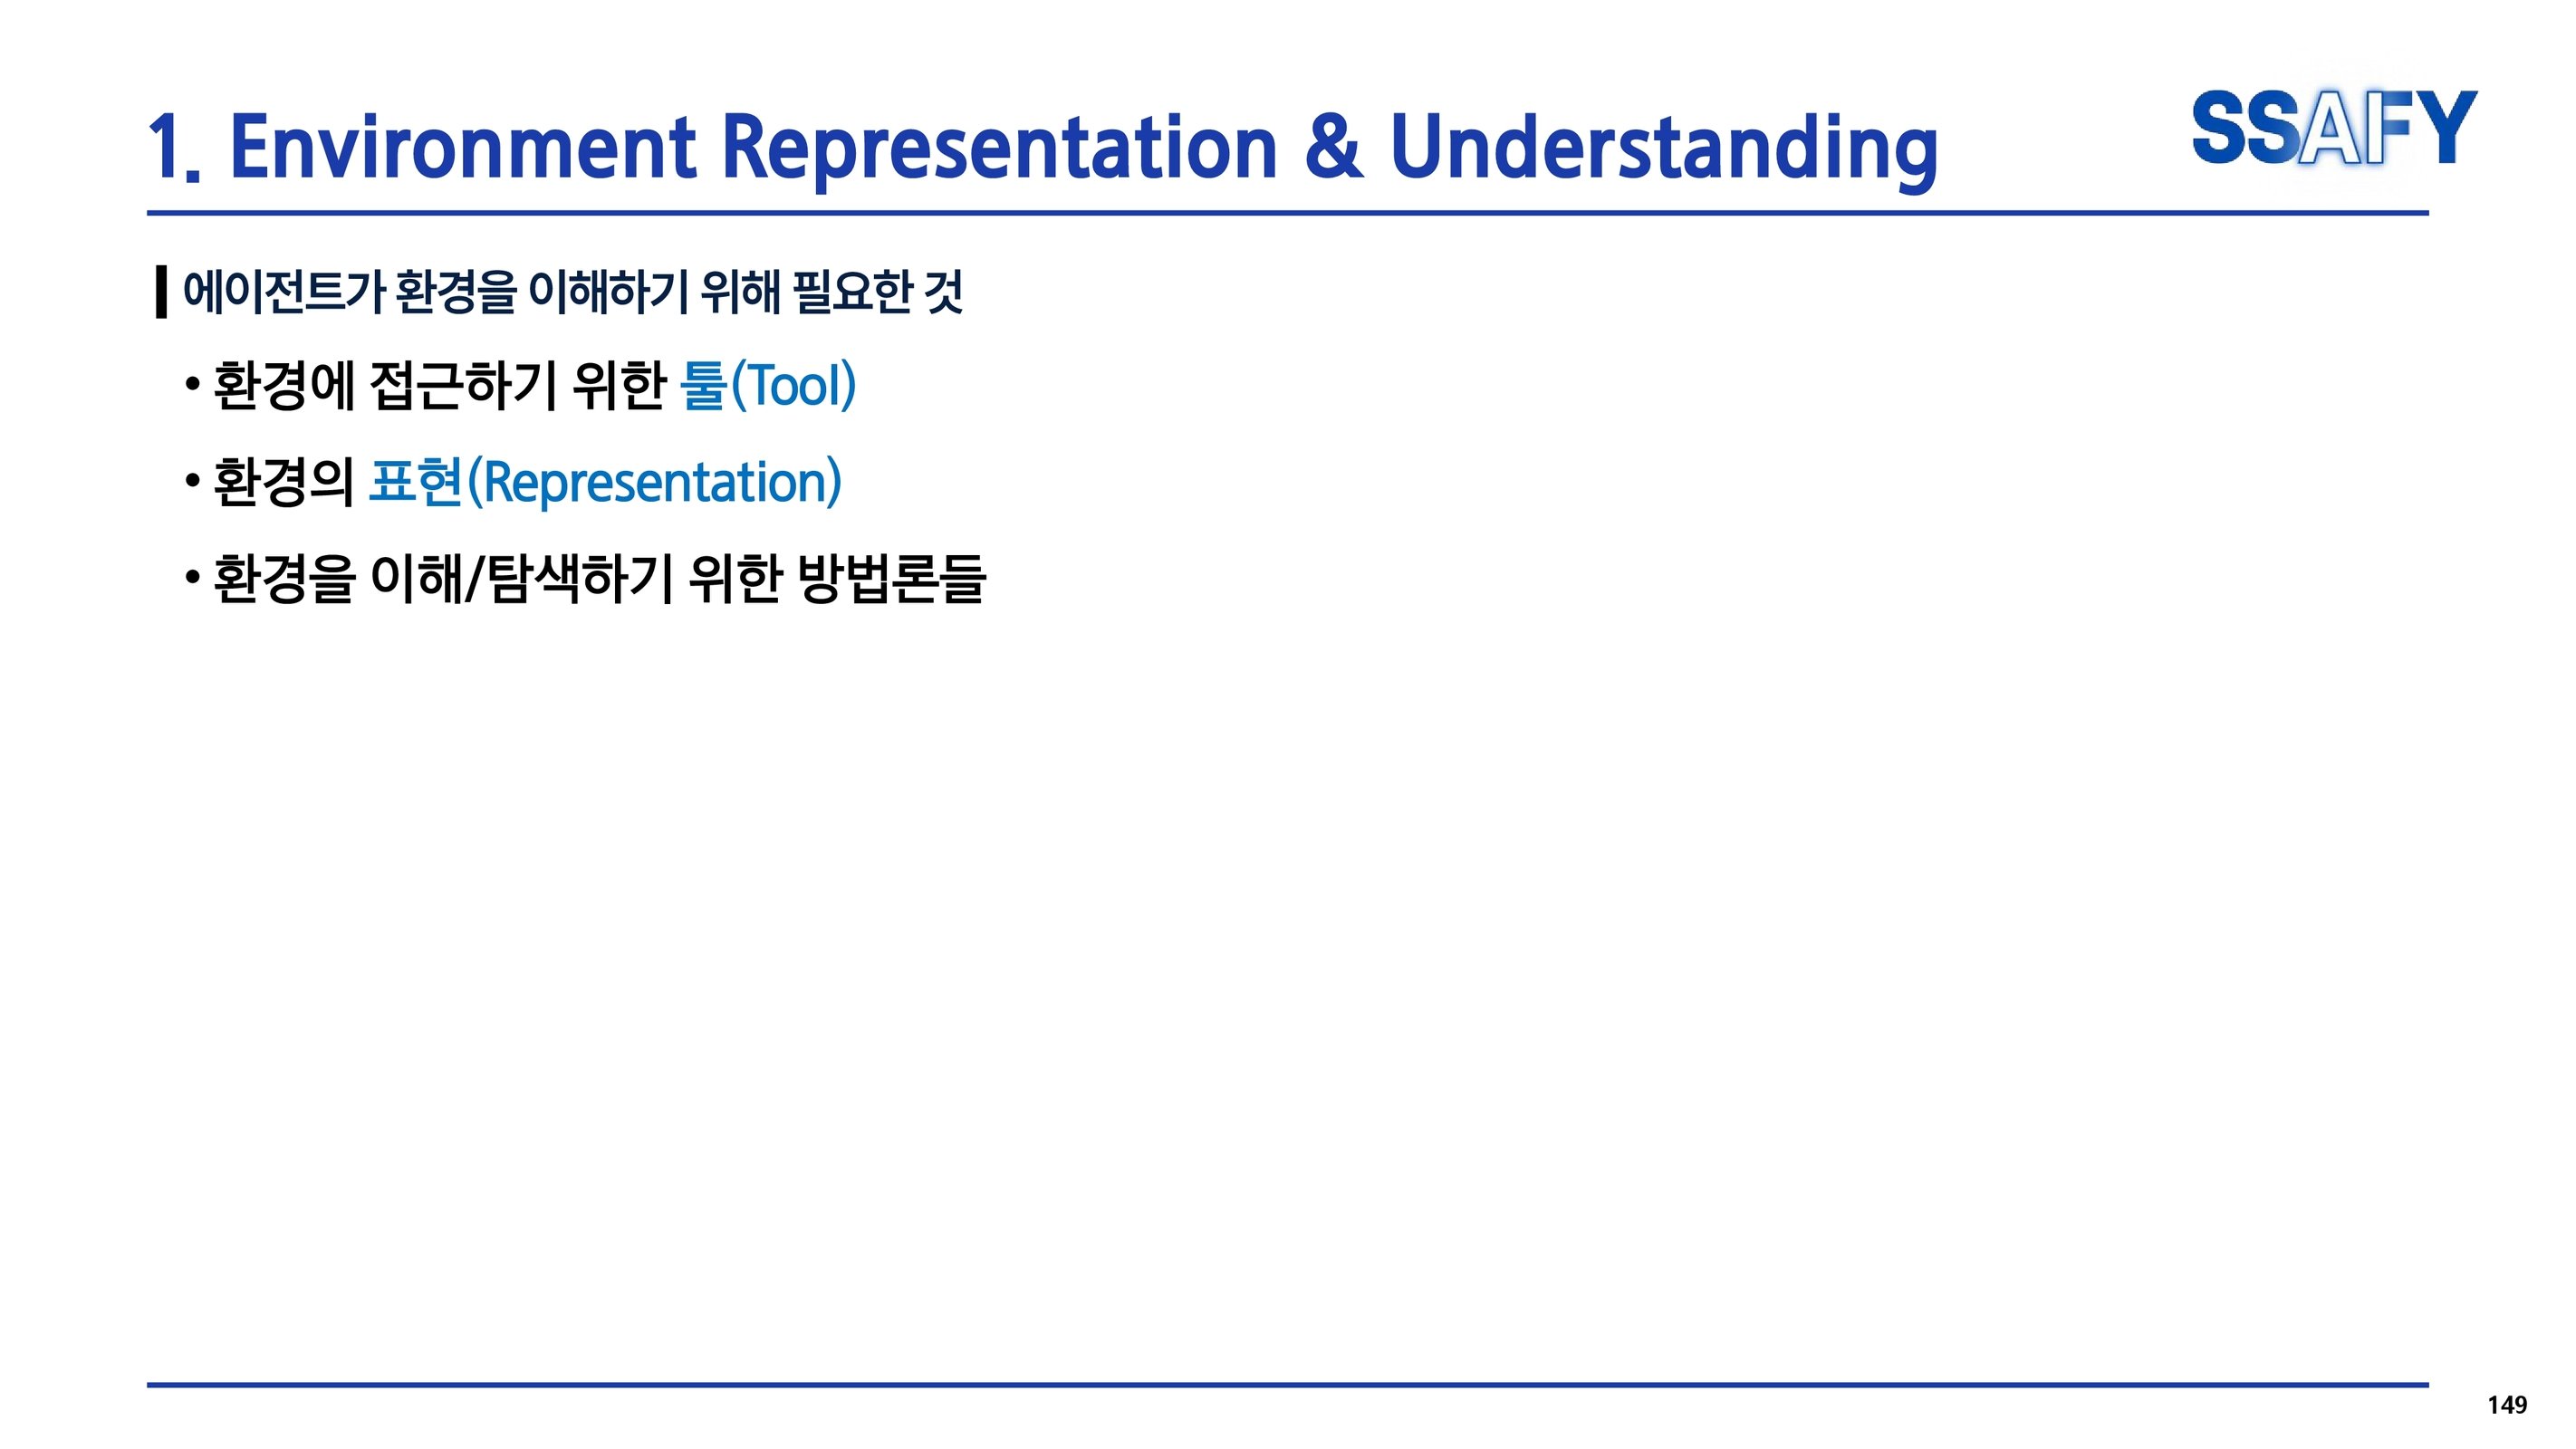 1. Environment Representation & Understanding
SSAFY
에이전트가 환경을 이해하기 위해 필요한 것
• 환경에 접근하기 위한 툴(Tool)
• 환경의 표현(Representation)
• 환경을 이해/탐색하기 위한 방법론들
149